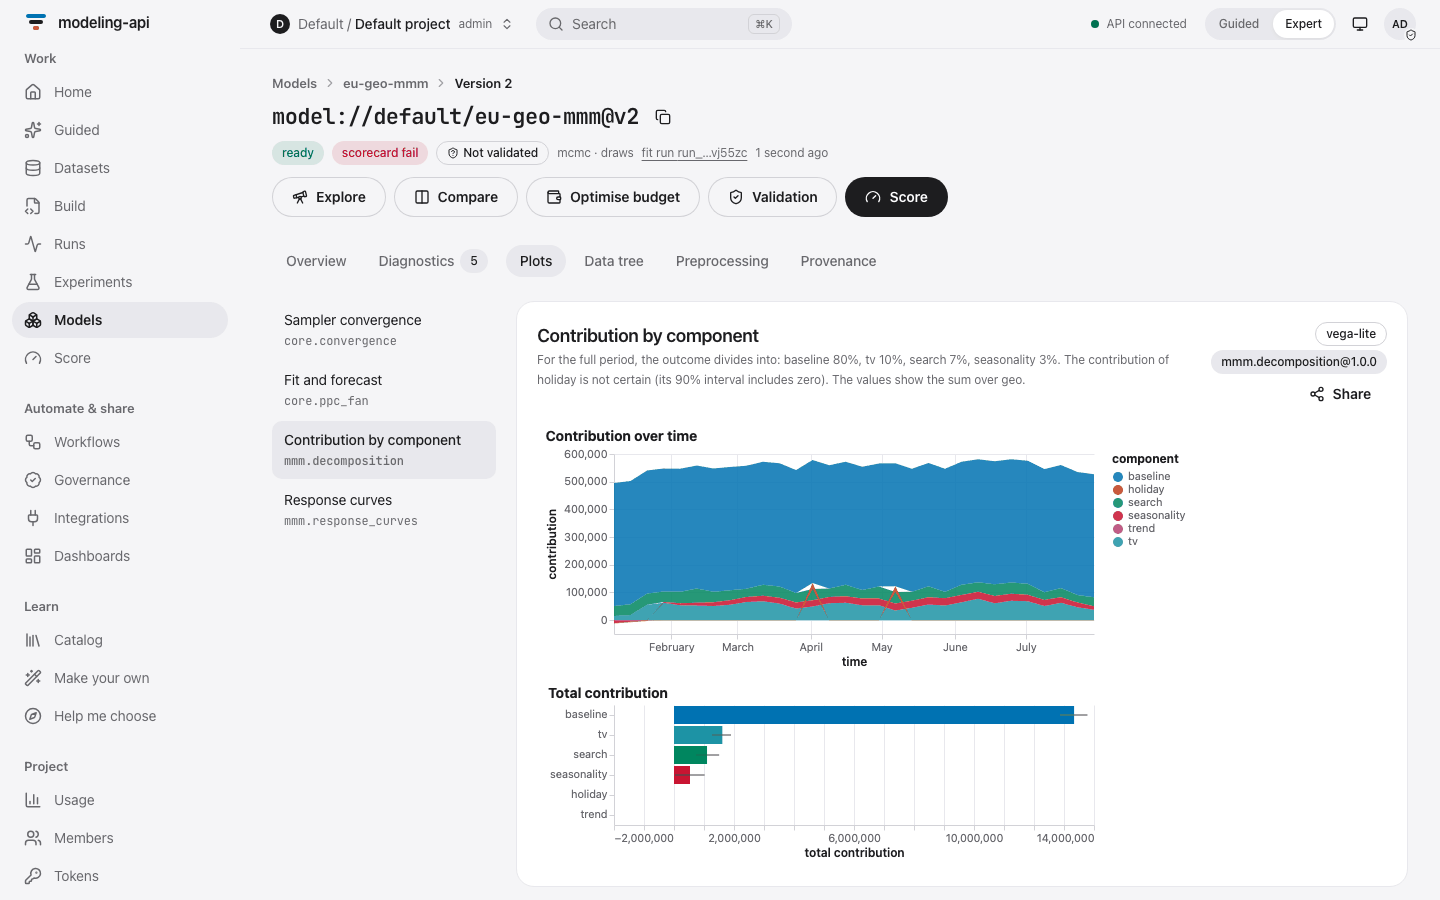 modeling-api
D Default / Default project admin
Search ⌘K
API connected
Guided Expert
AD
Work
Home
Guided
Datasets
Build
Runs
Experiments
Models
Score
Automate & share
Workflows
Governance
Integrations
Dashboards
Learn
Catalog
Make your own
Help me choose
Project
Usage
Members
Tokens
Models > eu-geo-mmm > Version 2
model://default/eu-geo-mmm@v2
ready scorecard fail Not validated mcmc · draws fit run run_…vj55zc 1 second ago
Explore Compare Optimise budget Validation Score
Overview Diagnostics 5 Plots Data tree Preprocessing Provenance
Sampler convergence
core.convergence
Fit and forecast
core.ppc_fan
Contribution by component
mmm.decomposition
Response curves
mmm.response_curves
Contribution by component
For the full period, the outcome divides into: baseline 80%, tv 10%, search 7%, seasonality 3%. The contribution of
holiday is not certain (its 90% interval includes zero). The values show the sum over geo.
vega-lite
mmm.decomposition@1.0.0
Share
Contribution over time
600,000
500,000
400,000
300,000
200,000
100,000
0
contribution
February March April May June July
time
component
baseline
holiday
search
seasonality
trend
tv
Total contribution
baseline
tv
search
seasonality
holiday
trend
−2,000,000 2,000,000 6,000,000 10,000,000 14,000,000
total contribution